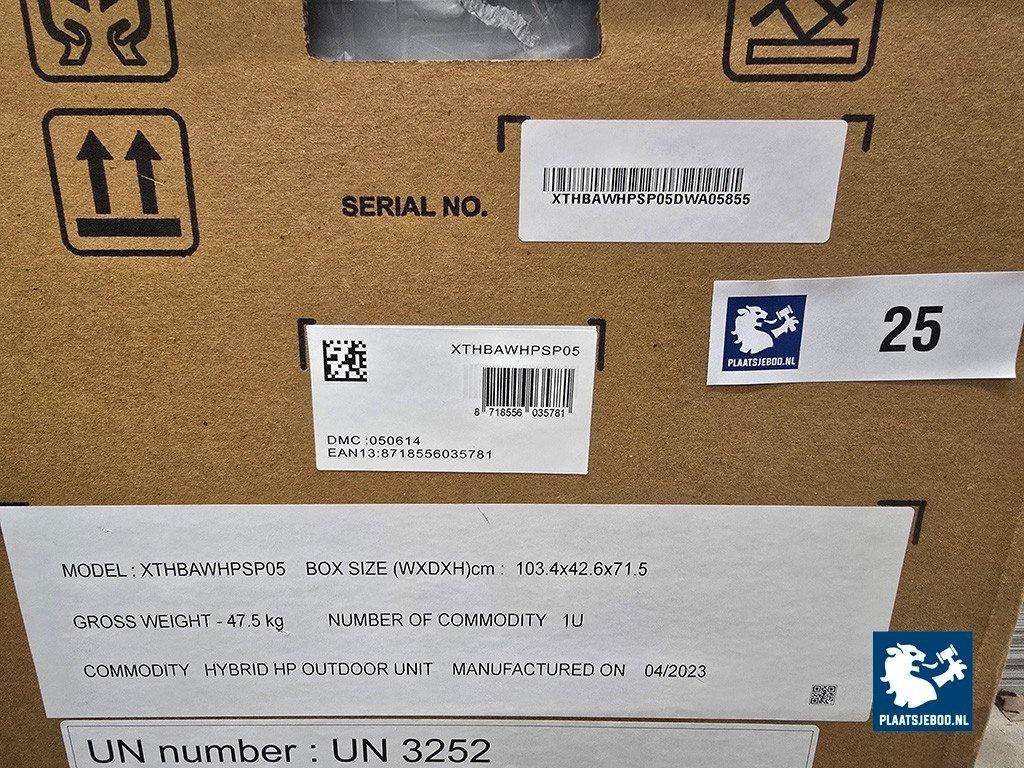 SERIAL NO.
XTHBAWHPSP05DWA05855
PLAATSJEBOD.NL
25
XTHBAWHPSP05
8 718556 035781
DMC :050614
EAN13:8718556035781
MODEL : XTHBAWHPSP05 BOX SIZE (WXDXH)cm : 103.4x42.6x71.5
GROSS WEIGHT - 47.5 kg NUMBER OF COMMODITY 1U
COMMODITY HYBRID HP OUTDOOR UNIT MANUFACTURED ON 04/2023
PLAATSJEBOD.NL
UN number : UN 3252